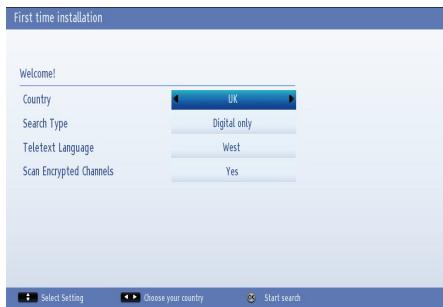 First time installation
Welcome!
Country UK
Search Type Digital only
Teletext Language West
Scan Encrypted Channels Yes
Select Setting Choose your country OK Start search